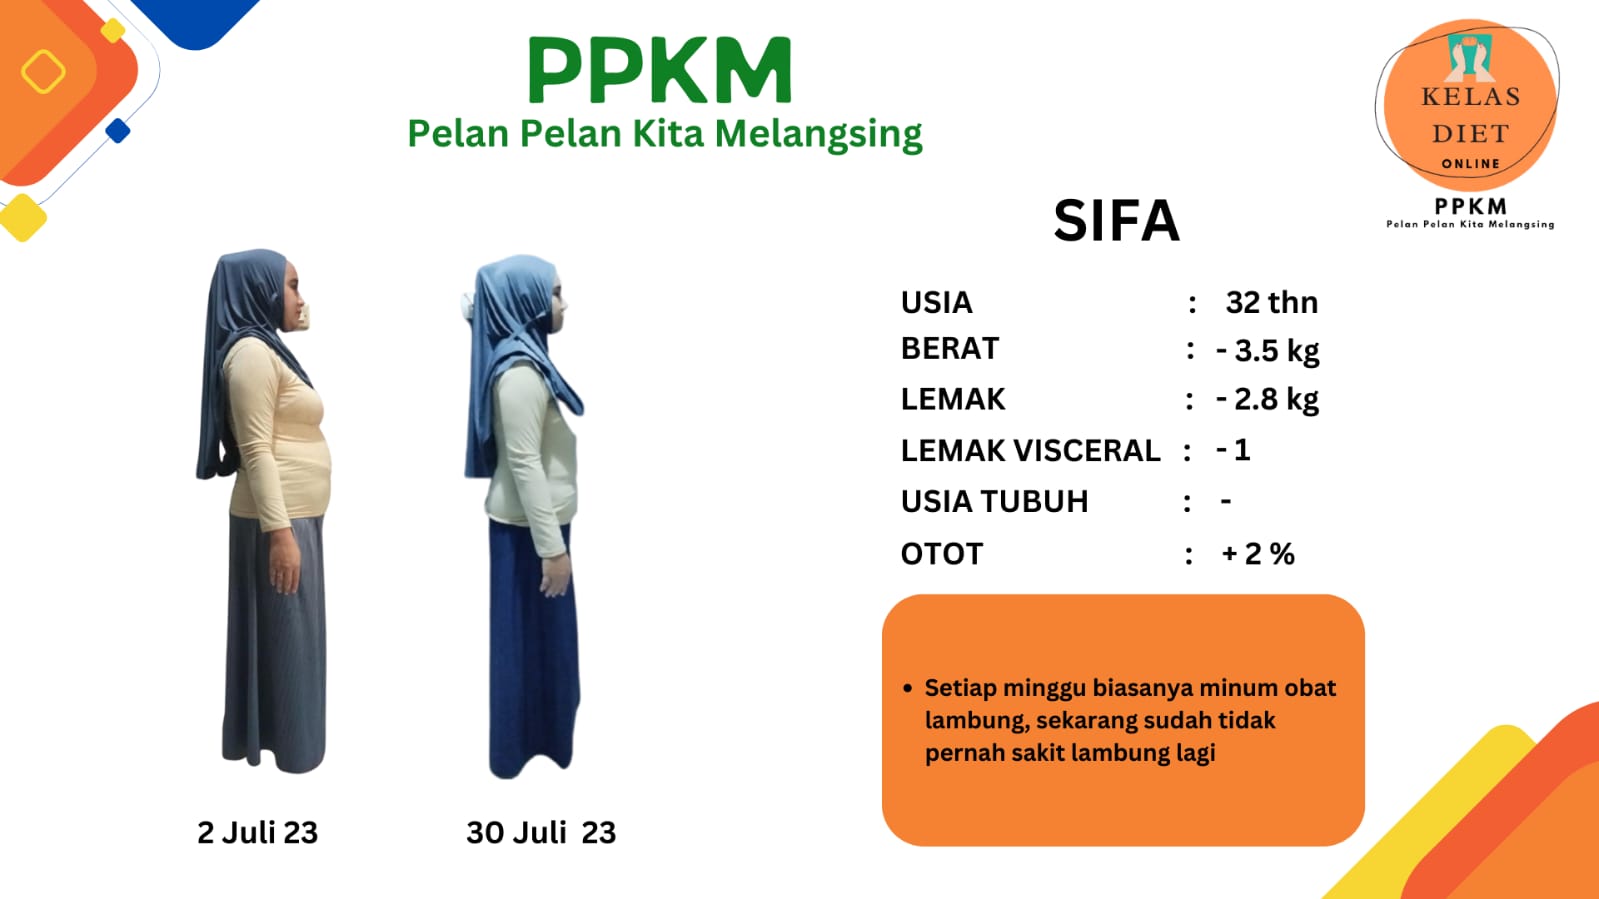 PPKM
Pelan Pelan Kita Melangsing
KELAS
DIET
ONLINE
PPKM
Pelan Pelan Kita Melangsing
SIFA
USIA : 32 thn
BERAT : - 3.5 kg
LEMAK : - 2.8 kg
LEMAK VISCERAL : - 1
USIA TUBUH : -
OTOT : + 2 %
• Setiap minggu biasanya minum obat
lambung, sekarang sudah tidak
pernah sakit lambung lagi
2 Juli 23
30 Juli 23